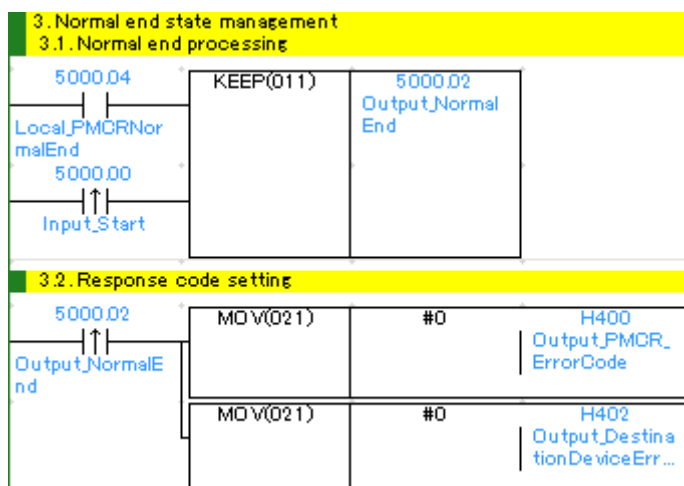 3. Normal end state management
3.1. Normal end processing
5000.04
KEEP(011)
5000.02
Output_Normal
End
Local_PMCRNor
malEnd
5000.00
Input_Start
3.2. Response code setting
5000.02
MOV(021)
#0
H400
Output_PMCR_
ErrorCode
Output_NormalE
nd
MOV(021)
#0
H402
Output_Destina
tionDeviceErr...